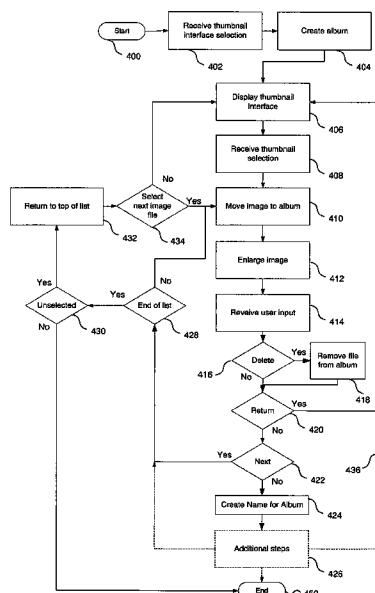 Start
400
Receive thumbnail
interface selection
402
Create album
404
Display thumbnail
Interface
406
Receive thumbnail
selection
408
No
Select
next image
file
434
Yes
Return to top of list
432
Move image to album
410
Enlarge image
412
Yes
No
Unselected
430
No
Yes
End of list
428
Revaive user input
414
Delete
416
Yes
No
Remove file
from album
418
Return
420
Yes
No
436
Yes
Next
422
No
Create Name for Album
424
Additional steps
426
End